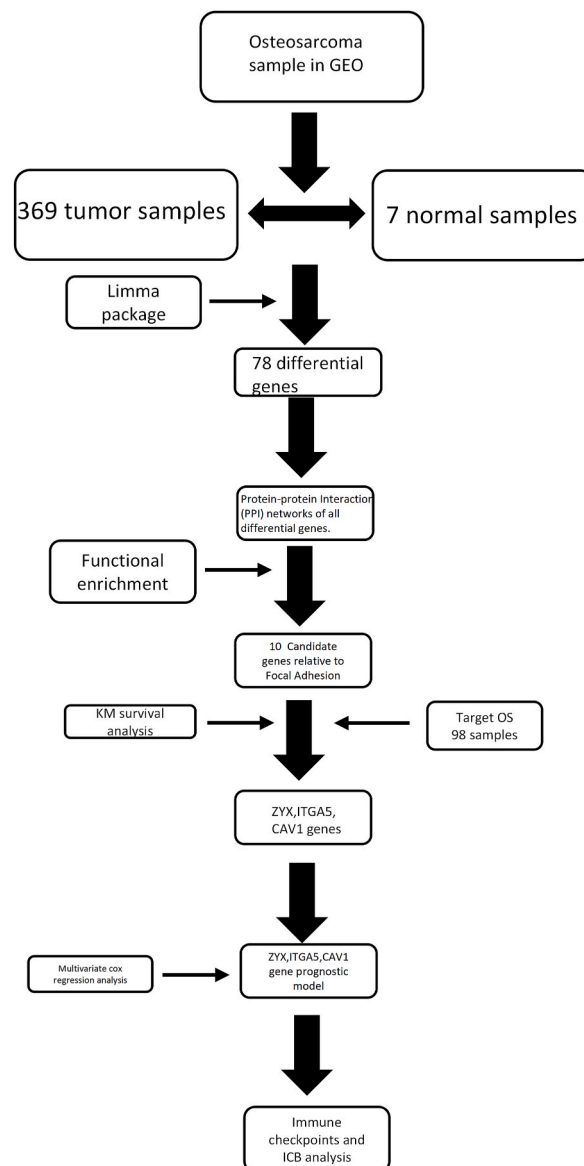 Osteosarcoma
sample in GEO
369 tumor samples
7 normal samples
Limma
package
78 differential
genes
Protein-protein Interaction
(PPI) networks of all
differential genes.
Functional
enrichment
10 Candidate
genes relative to
Focal Adhesion
KM survival
analysis
Target OS
98 samples
ZYX,ITGA5,
CAV1 genes
Multivariate cox
regression analysis
ZYX,ITGA5,CAV1
gene prognostic
model
Immune
checkpoints and
ICB analysis